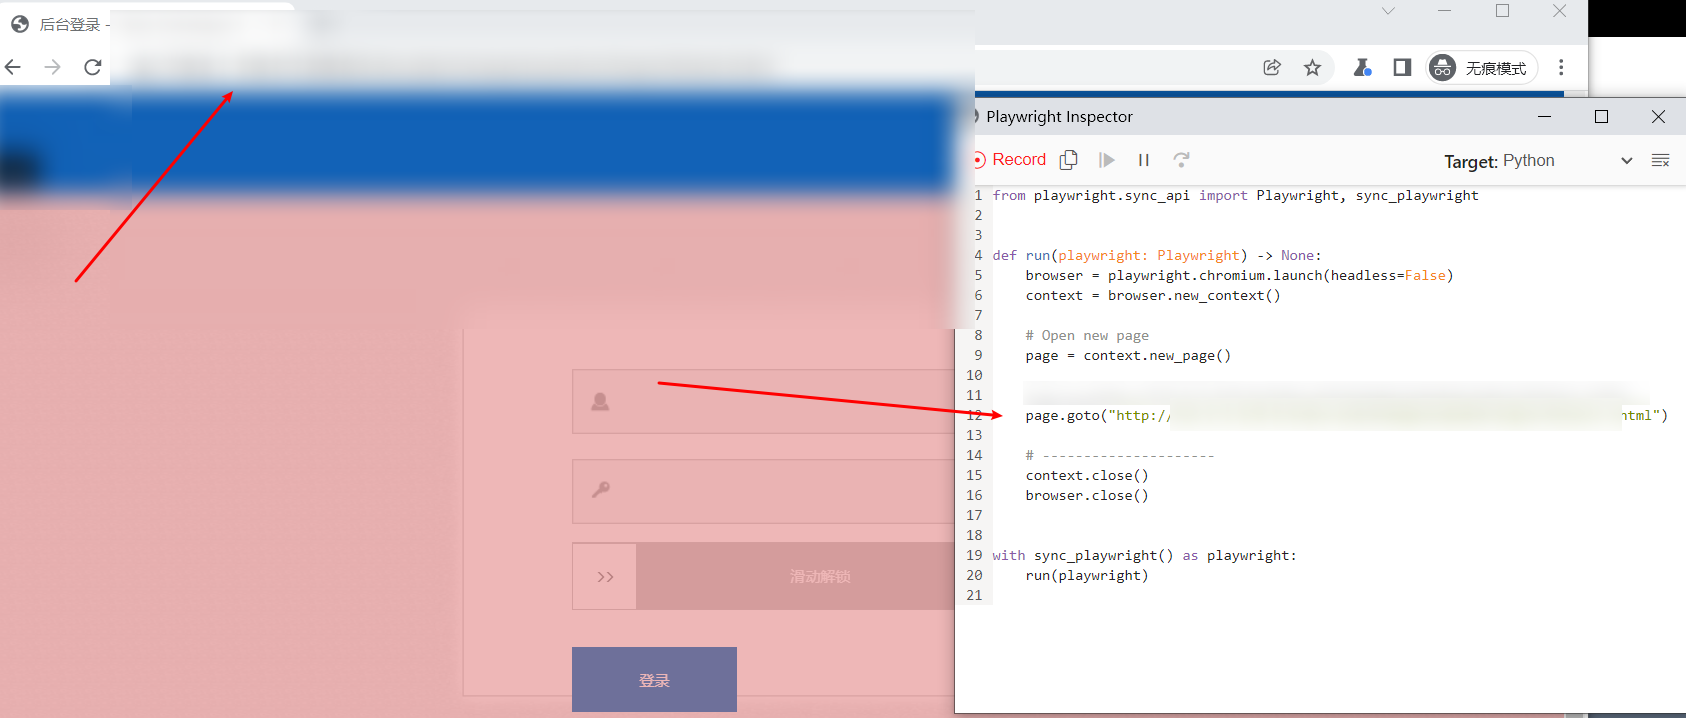 后台登录 -
无痕模式
Playwright Inspector
Record
Target: Python
1 from playwright.sync_api import Playwright, sync_playwright
2
3
4 def run(playwright: Playwright) -> None:
5 browser = playwright.chromium.launch(headless=False)
6 context = browser.new_context()
7
8 # Open new page
9 page = context.new_page()
10
11
12 page.goto("http:// html")
13
14 # ---------------------
15 context.close()
16 browser.close()
17
18
19 with sync_playwright() as playwright:
20 run(playwright)
21
>>
滑动解锁
登录